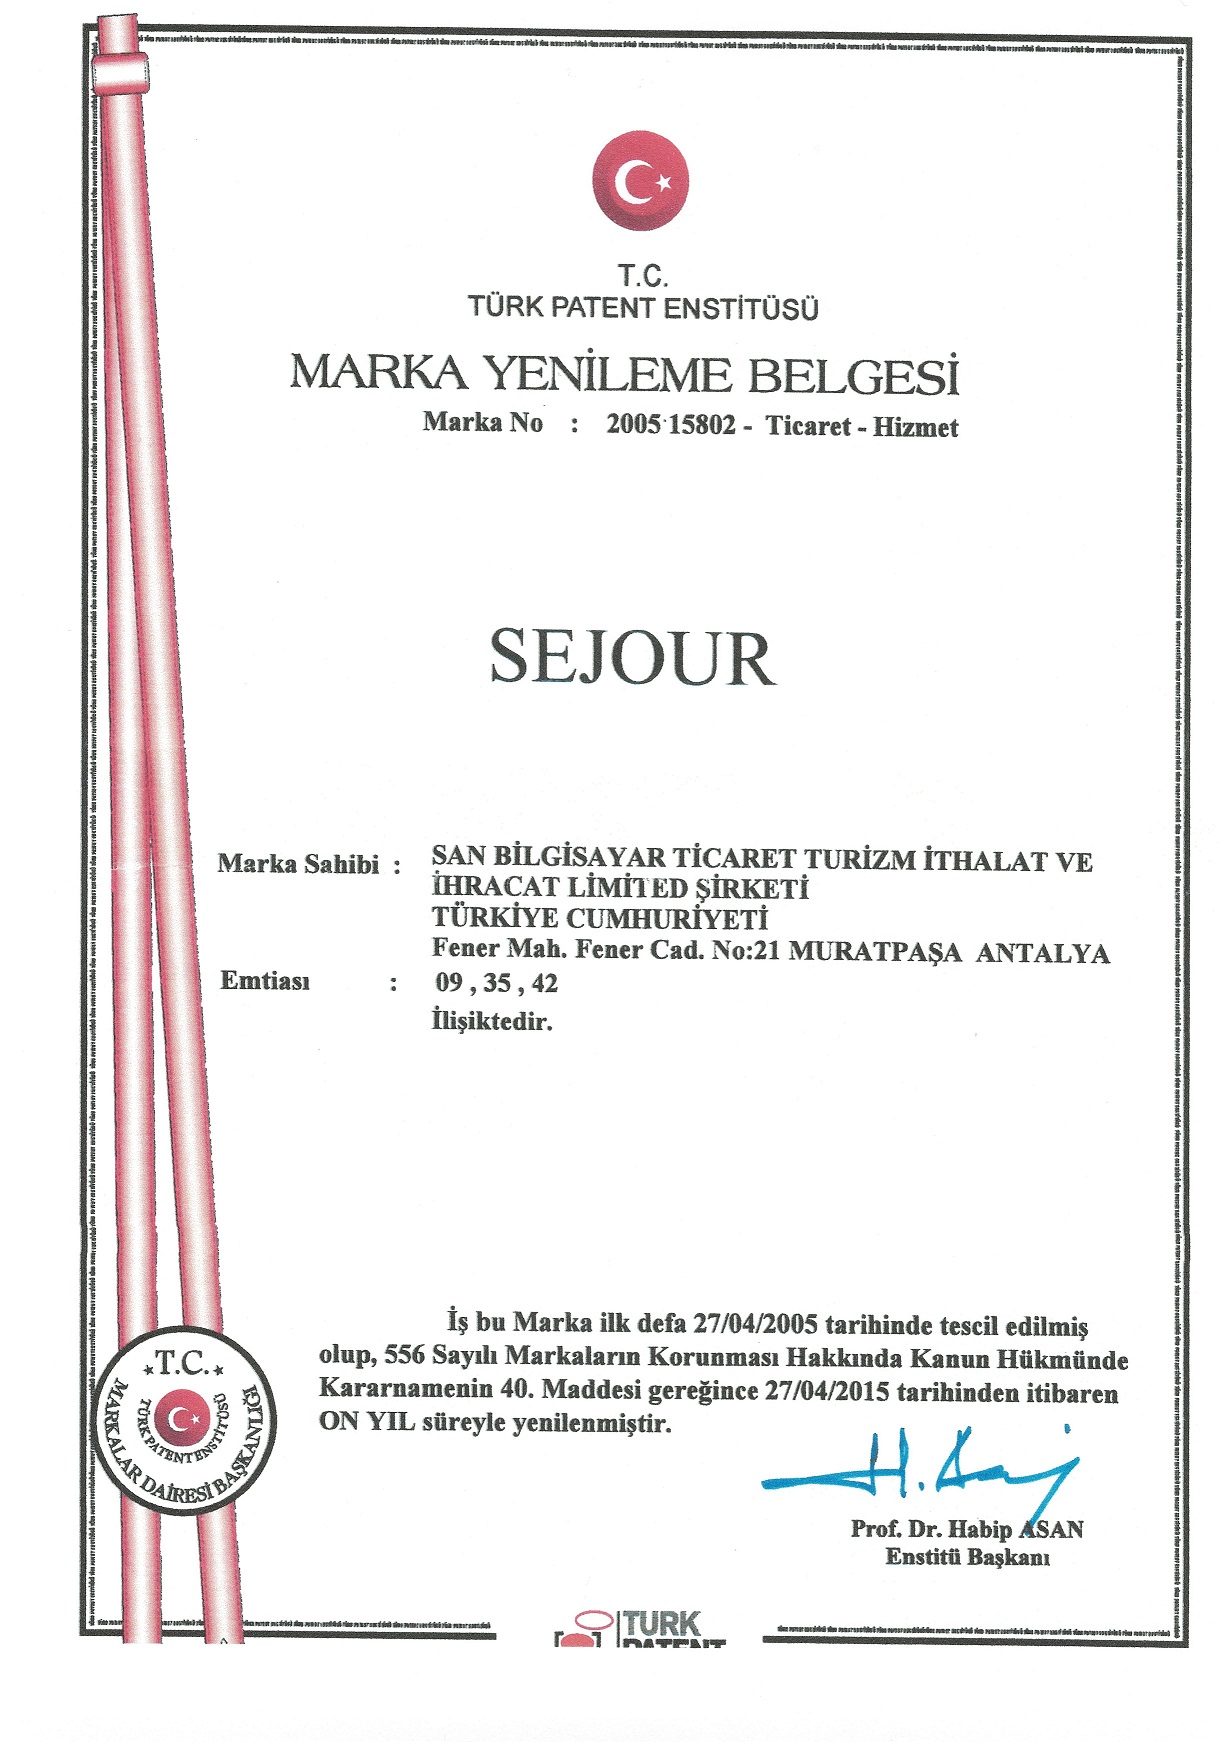 T.C.
TÜRK PATENT ENSTİTÜSÜ
MARKA YENİLEME BELGESİ
Marka No : 2005 15802 - Ticaret - Hizmet
SEJOUR
Marka Sahibi : SAN BİLGİSAYAR TİCARET TURİZM İTHALAT VE
İHRACAT LİMİTED ŞİRKETİ
TÜRKİYE CUMHURİYETİ
Fener Mah. Fener Cad. No:21 MURATPAŞA ANTALYA
Emtiası : 09 , 35 , 42
İlişiktedir.
İş bu Marka ilk defa 27/04/2005 tarihinde tescil edilmiş
olup, 556 Sayılı Markaların Korunması Hakkında Kanun Hükmünde
Kararnamenin 40. Maddesi gereğince 27/04/2015 tarihinden itibaren
ON YIL süreyle yenilenmiştir.
T.C.
TÜRK PATENT ENSTİTÜSÜ
MARKALAR DAİRESİ BAŞKANLIĞI
H. Asan
Prof. Dr. Habip ASAN
Enstitü Başkanı
TURK
PATENT